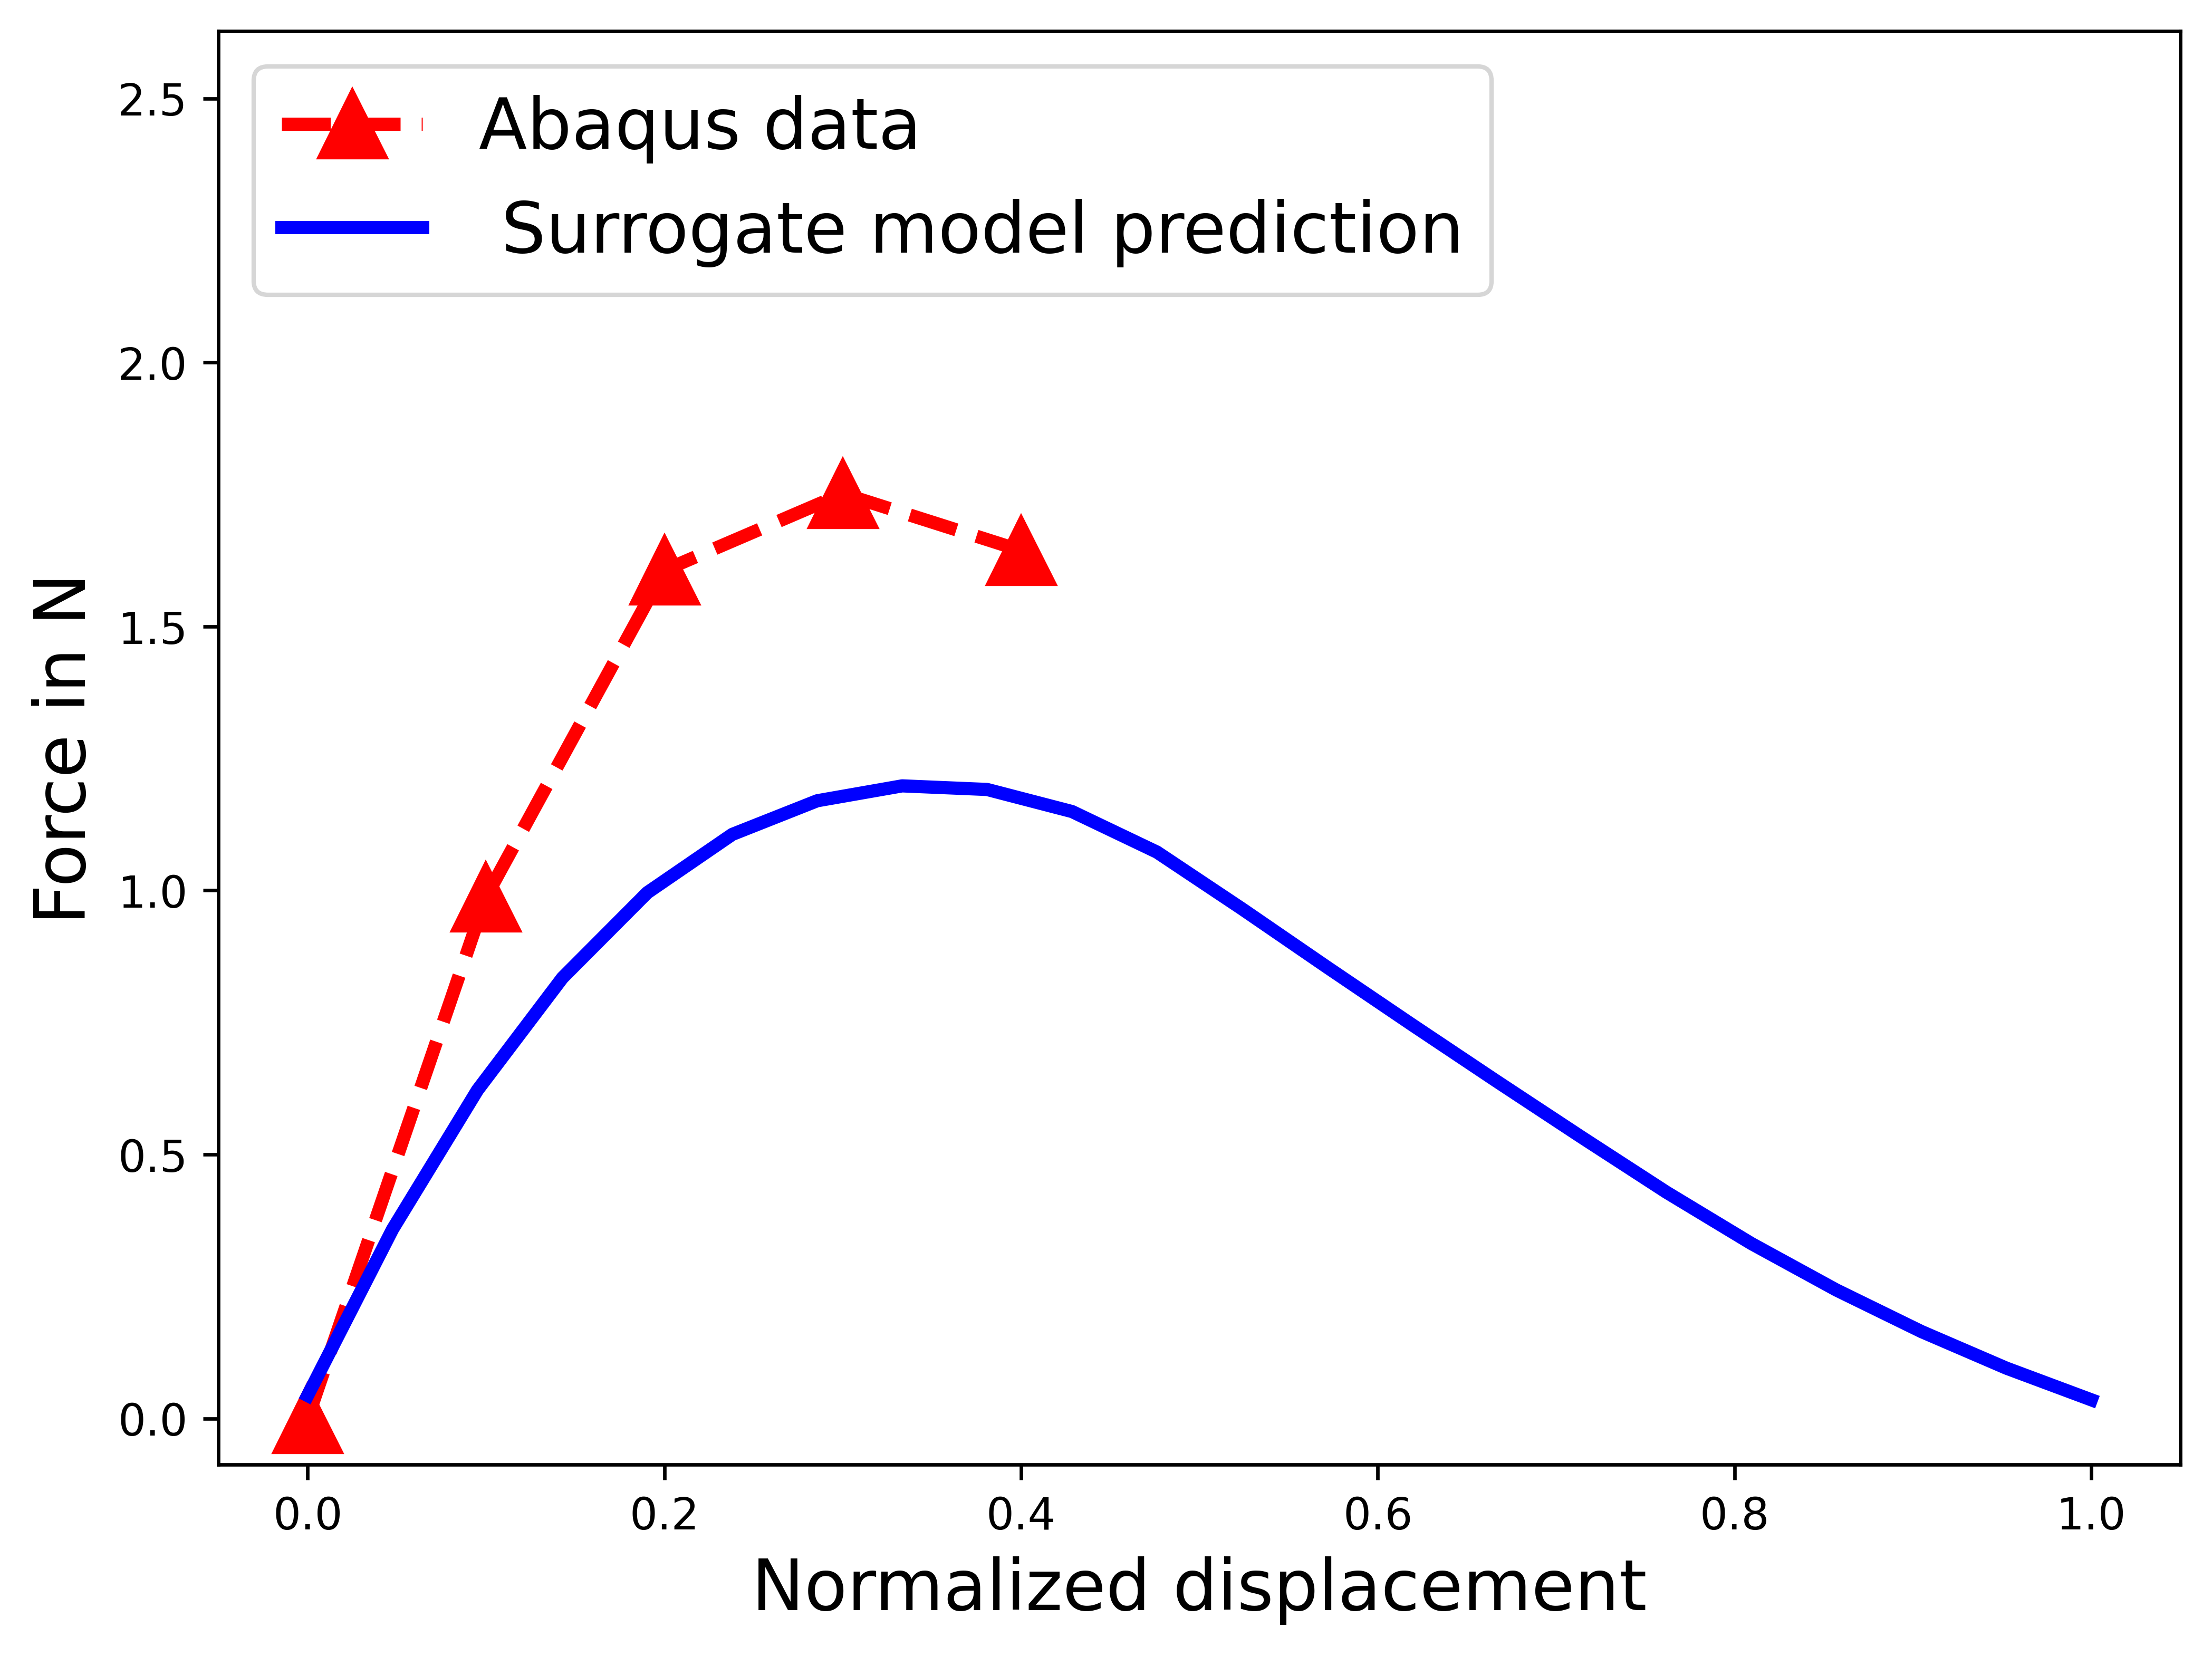 2.5
2.0
1.5
1.0
0.5
0.0
Force in N
Abaqus data
Surrogate model prediction
0.0 0.2 0.4 0.6 0.8 1.0
Normalized displacement